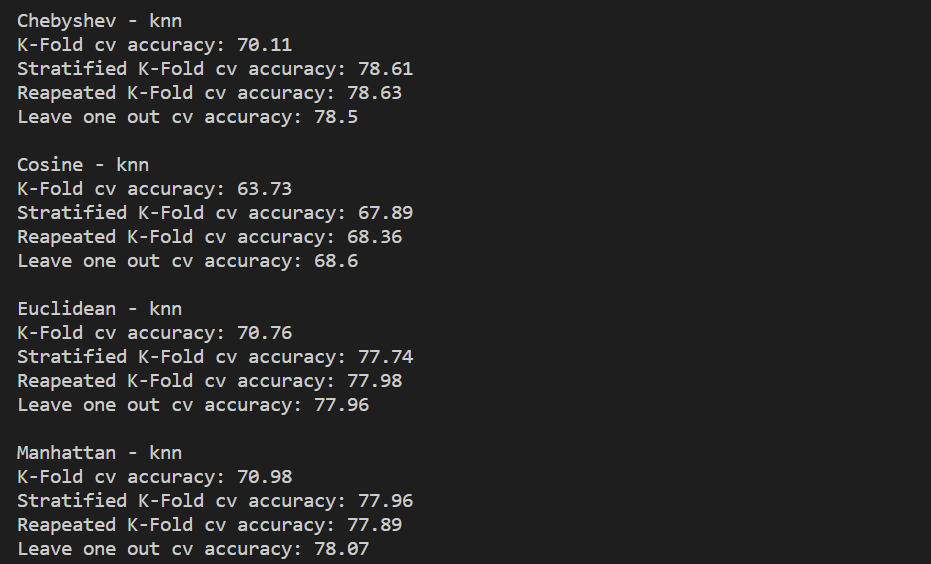 Chebyshev - knn
K-Fold cv accuracy: 70.11
Stratified K-Fold cv accuracy: 78.61
Reapeated K-Fold cv accuracy: 78.63
Leave one out cv accuracy: 78.5
Cosine - knn
K-Fold cv accuracy: 63.73
Stratified K-Fold cv accuracy: 67.89
Reapeated K-Fold cv accuracy: 68.36
Leave one out cv accuracy: 68.6
Euclidean - knn
K-Fold cv accuracy: 70.76
Stratified K-Fold cv accuracy: 77.74
Reapeated K-Fold cv accuracy: 77.98
Leave one out cv accuracy: 77.96
Manhattan - knn
K-Fold cv accuracy: 70.98
Stratified K-Fold cv accuracy: 77.96
Reapeated K-Fold cv accuracy: 77.89
Leave one out cv accuracy: 78.07